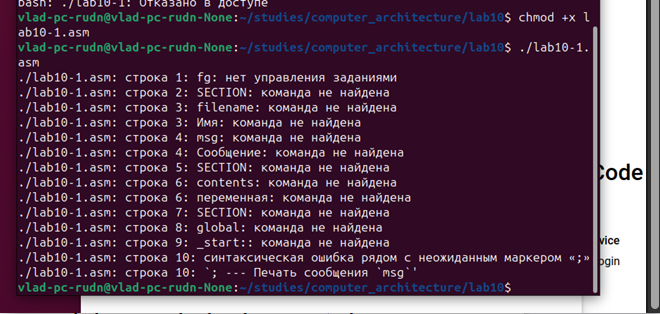 bash: ./lab10-1: Отказано в доступе
vlad-pc-rudn@vlad-pc-rudn-None:~/studies/computer_architecture/lab10$ chmod +x l
ab10-1.asm
vlad-pc-rudn@vlad-pc-rudn-None:~/studies/computer_architecture/lab10$ ./lab10-1.
asm
./lab10-1.asm: строка 1: fg: нет управления заданиями
./lab10-1.asm: строка 2: SECTION: команда не найдена
./lab10-1.asm: строка 3: filename: команда не найдена
./lab10-1.asm: строка 3: Имя: команда не найдена
./lab10-1.asm: строка 4: msg: команда не найдена
./lab10-1.asm: строка 4: Сообщение: команда не найдена
./lab10-1.asm: строка 5: SECTION: команда не найдена
./lab10-1.asm: строка 6: contents: команда не найдена
./lab10-1.asm: строка 6: переменная: команда не найдена
./lab10-1.asm: строка 7: SECTION: команда не найдена
./lab10-1.asm: строка 8: global: команда не найдена
./lab10-1.asm: строка 9: _start:: команда не найдена
./lab10-1.asm: строка 10: синтаксическая ошибка рядом с неожиданным маркером «;»
./lab10-1.asm: строка 10: `; --- Печать сообщения `msg`'
vlad-pc-rudn@vlad-pc-rudn-None:~/studies/computer_architecture/lab10$
Code
vice
ogin